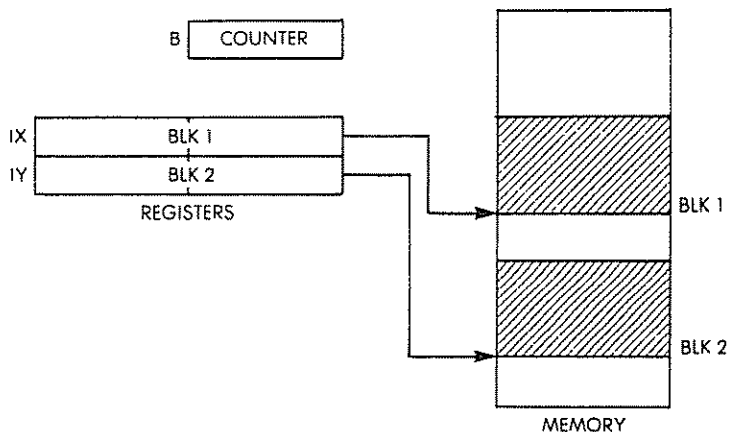 B COUNTER
IX BLK 1
IY BLK 2
REGISTERS
BLK 1
BLK 2
MEMORY